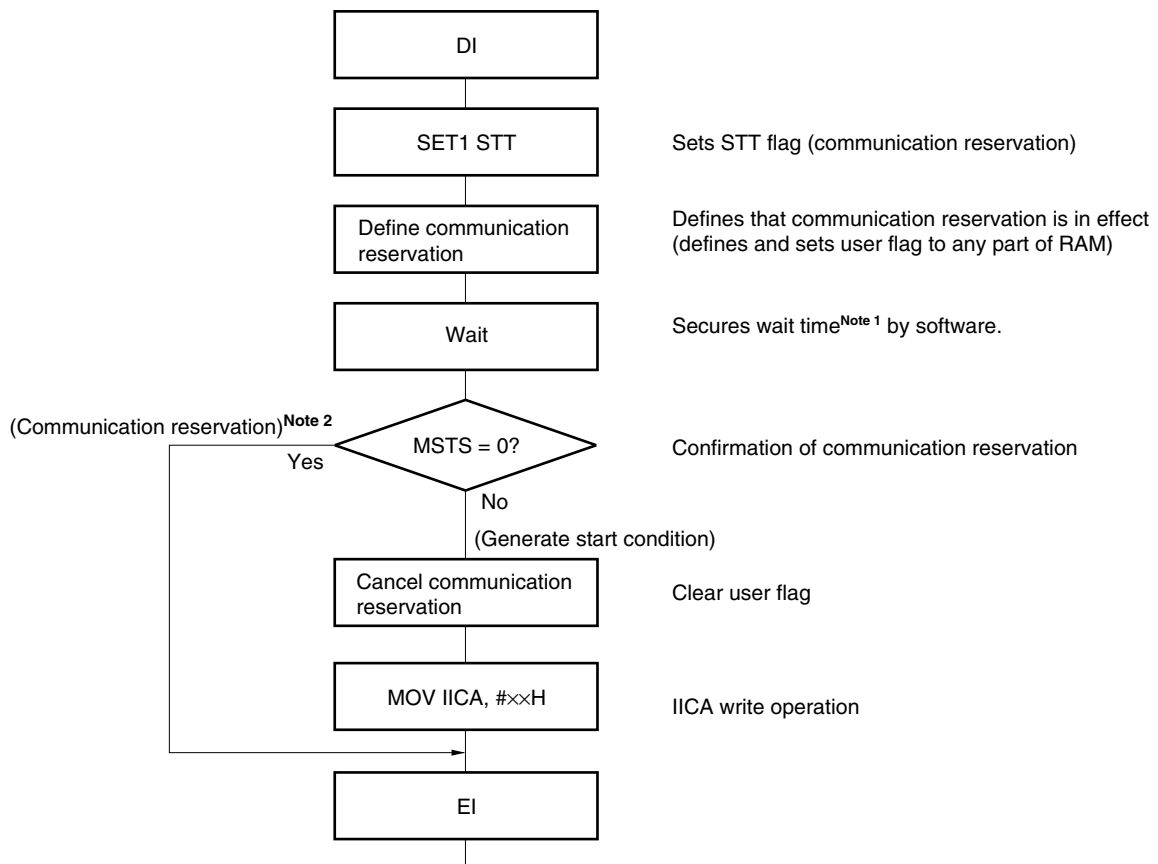 DI
SET1 STT
Sets STT flag (communication reservation)
Define communication
reservation
Defines that communication reservation is in effect
(defines and sets user flag to any part of RAM)
Wait
Secures wait timeNote 1 by software.
(Communication reservation)Note 2
Yes
MSTS = 0?
Confirmation of communication reservation
No
(Generate start condition)
Cancel communication
reservation
Clear user flag
MOV IICA, #××H
IICA write operation
EI